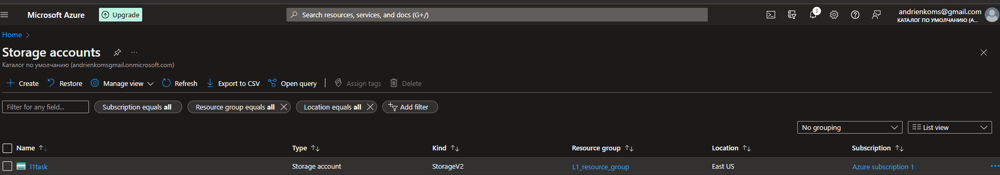 Microsoft Azure Upgrade Search resources, services, and docs (G+/) 3 andrienkoms@gmail.com
КАТАЛОГ ПО УМОЛЧАНИЮ (A...
Home
Storage accounts ...
Каталог по умолчанию (andrienkomsgmail.onmicrosoft.com)
Create Restore Manage view Refresh Export to CSV Open query Assign tags Delete
Filter for any field... Subscription equals all Resource group equals all Location equals all Add filter
No grouping List view
Name Type Kind Resource group Location Subscription
l1task Storage account StorageV2 L1_resource_group East US Azure subscription 1 ...